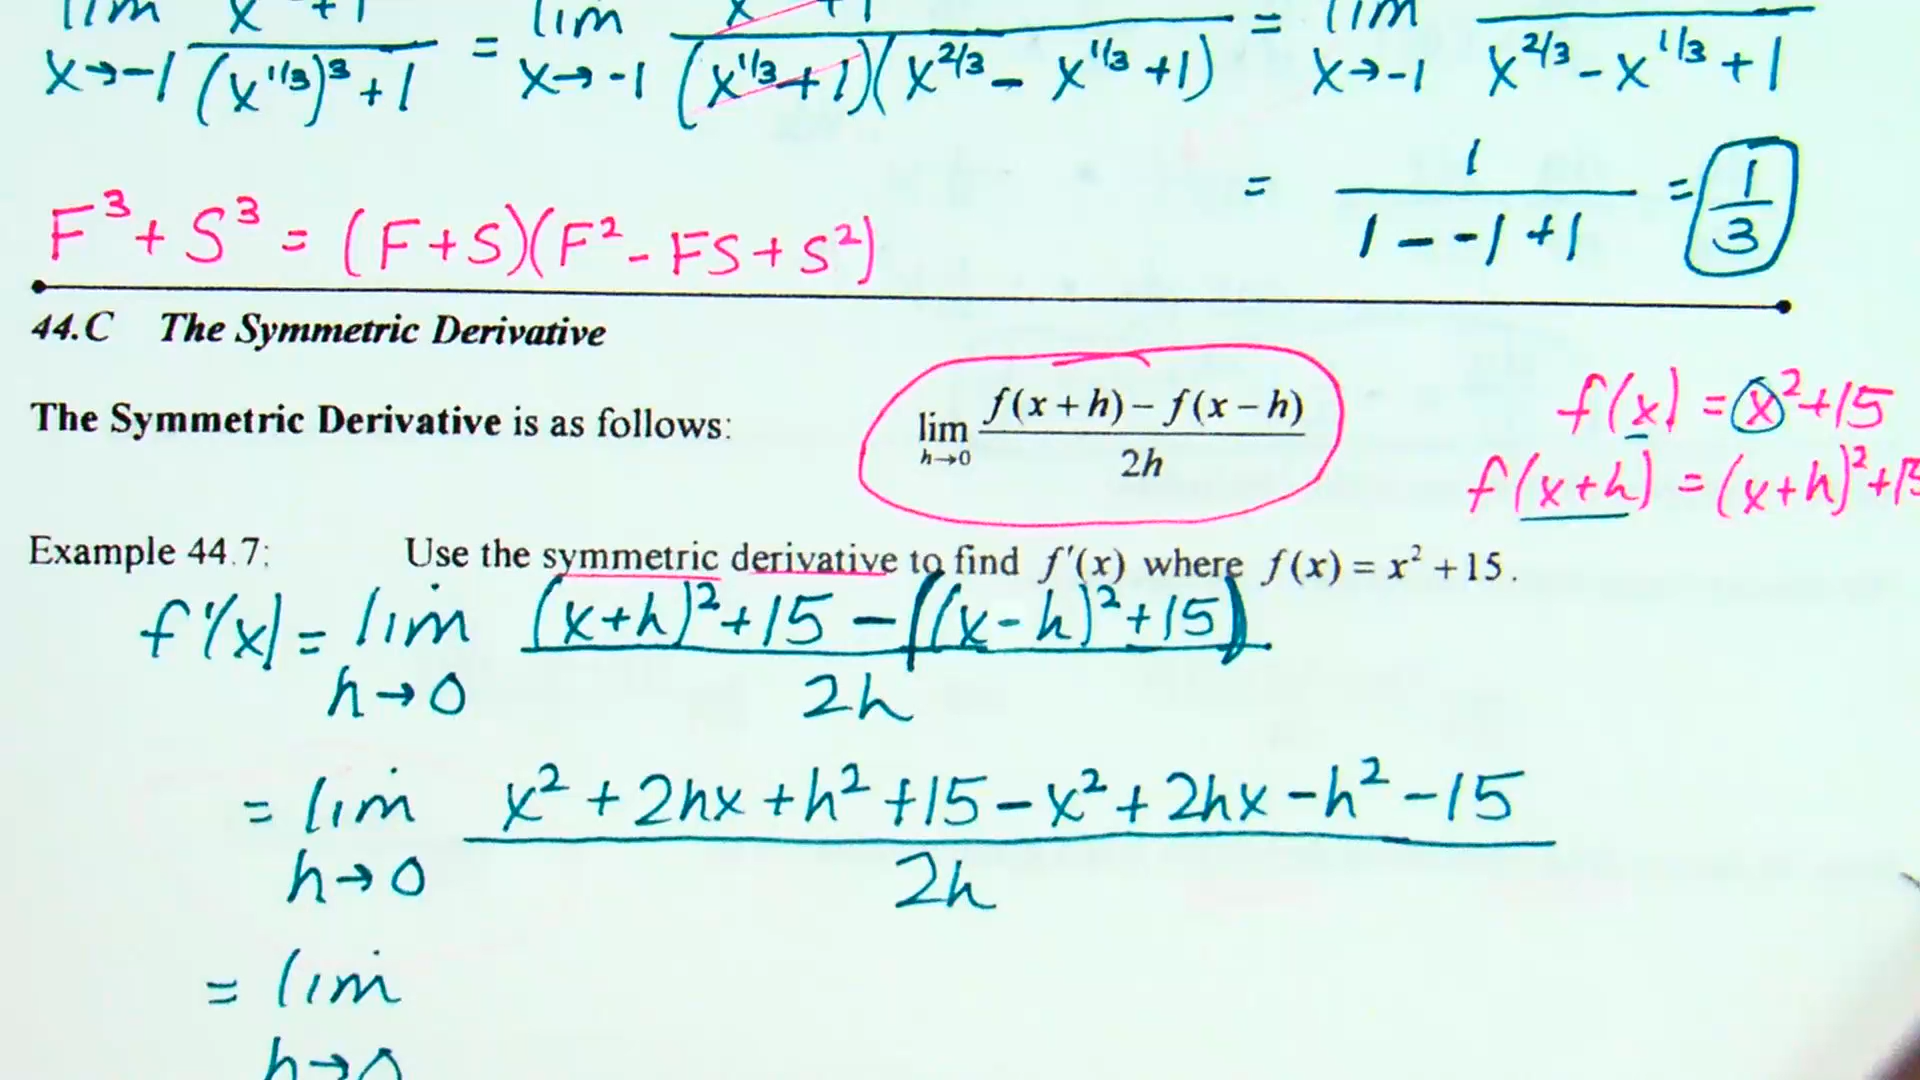 lim x→-1 x +1 / (x^1/3)^3 + 1 = lim x→-1 x +1 / (x^1/3 + 1)(x^2/3 - x^1/3 + 1) = lim x→-1 / x^2/3 - x^1/3 + 1
= 1 / 1 - -1 + 1 = 1/3
F³ + S³ = (F + S)(F² - FS + S²)
44.C The Symmetric Derivative
The Symmetric Derivative is as follows: lim h→0 f(x + h) – f(x – h) / 2h
f(x) = x² + 15
f(x+h) = (x+h)² + 15
Example 44.7: Use the symmetric derivative to find f′(x) where f(x) = x² + 15.
f'(x) = lim h→0 (x+h)² + 15 - ((x-h)² + 15) / 2h
= lim h→0 x² + 2hx + h² + 15 - x² + 2hx - h² - 15 / 2h
= lim h→0